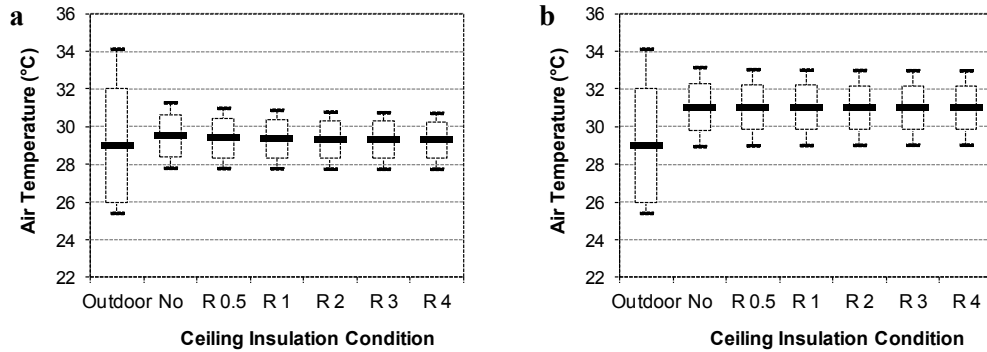 a
Air Temperature (°C)
36
34
32
30
28
26
24
22
Outdoor No R 0.5 R 1 R 2 R 3 R 4
Ceiling Insulation Condition
b
Air Temperature (°C)
36
34
32
30
28
26
24
22
Outdoor No R 0.5 R 1 R 2 R 3 R 4
Ceiling Insulation Condition